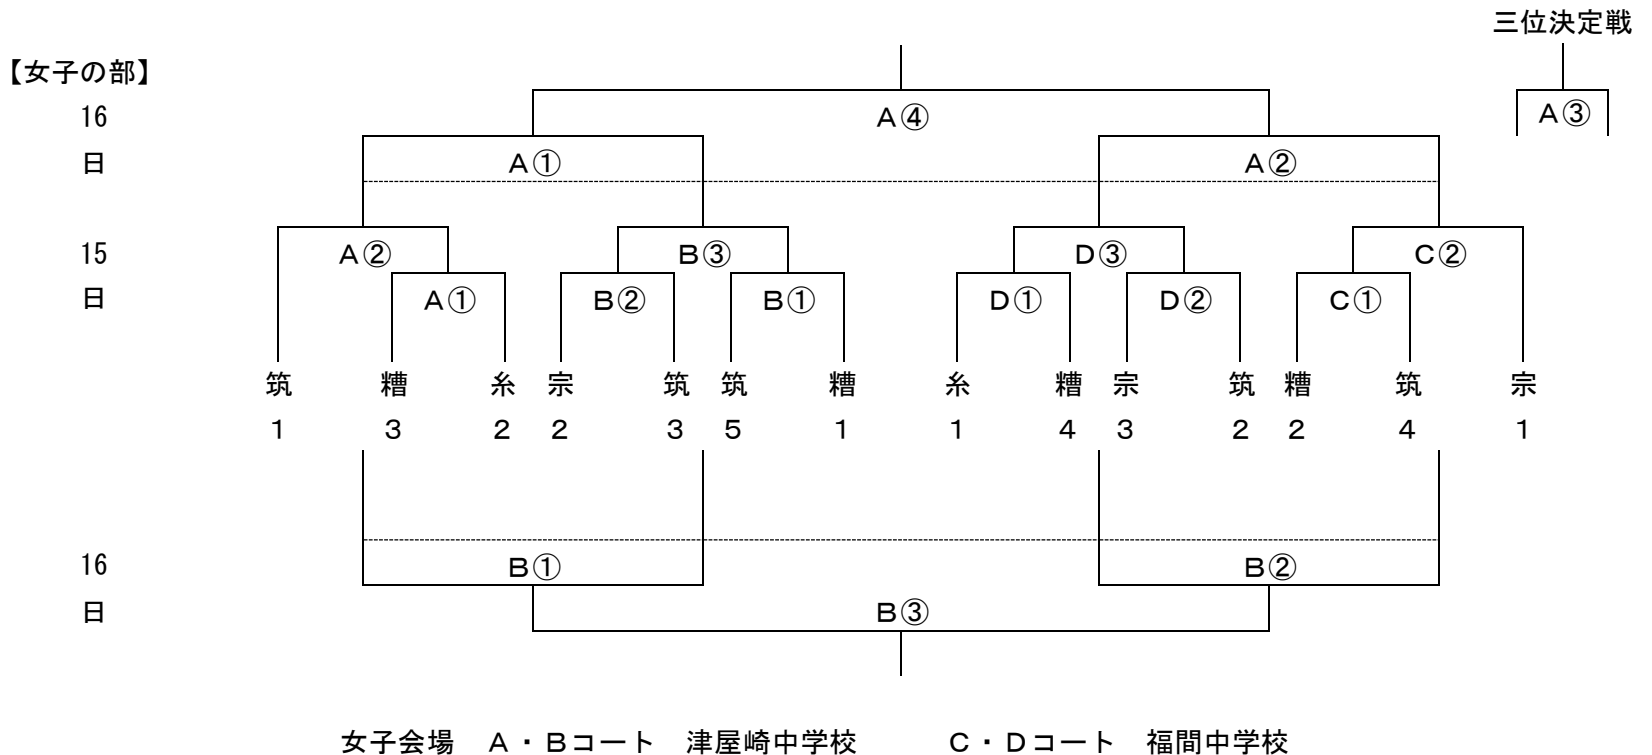 三位決定戦
【女子の部】
16 A④ A③
日 A① A②
15 A② B③ D③ C②
日 A① B② B① D① D② C①
筑 糟 糸 宗 筑 筑 糟 糸 糟 宗 筑 糟 筑 宗
1 3 2 2 3 5 1 1 4 3 2 2 4 1
16 B① B②
日 B③
女子会場 A・Bコート 津屋崎中学校 C・Dコート 福間中学校